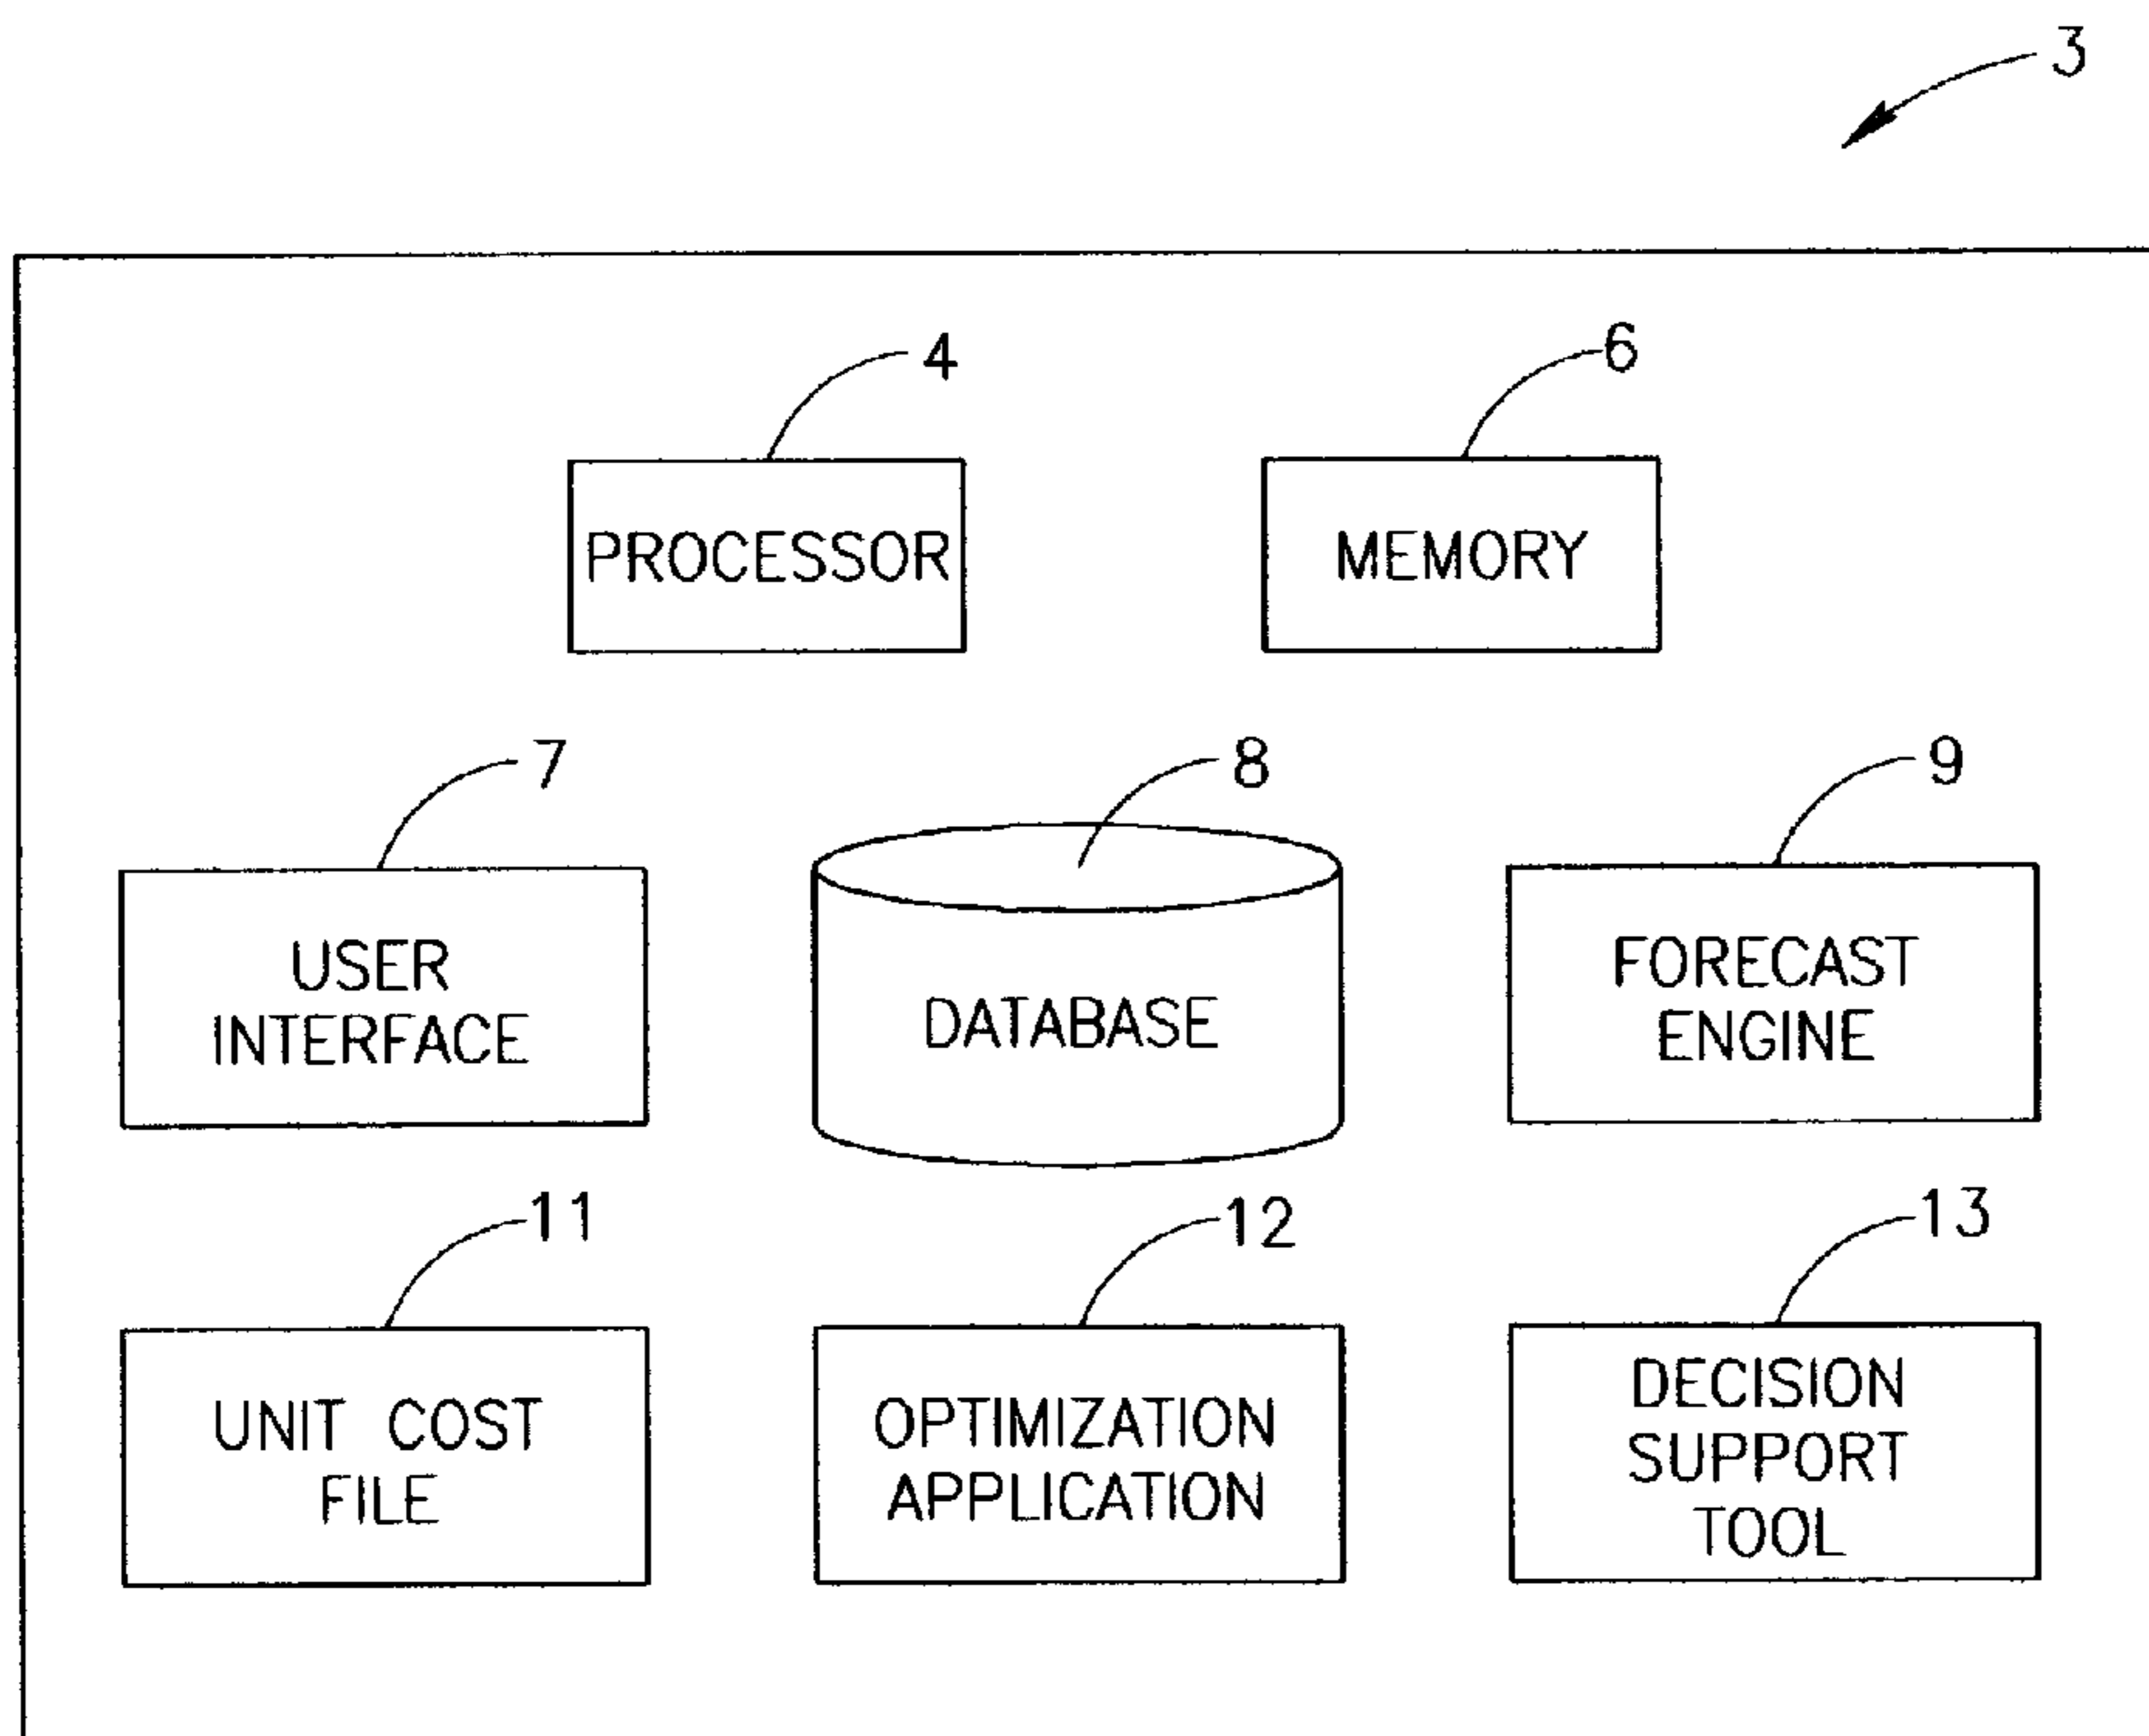 3
4
6
PROCESSOR
MEMORY
7
8
9
USER
INTERFACE
DATABASE
FORECAST
ENGINE
11
12
13
UNIT COST
FILE
OPTIMIZATION
APPLICATION
DECISION
SUPPORT
TOOL